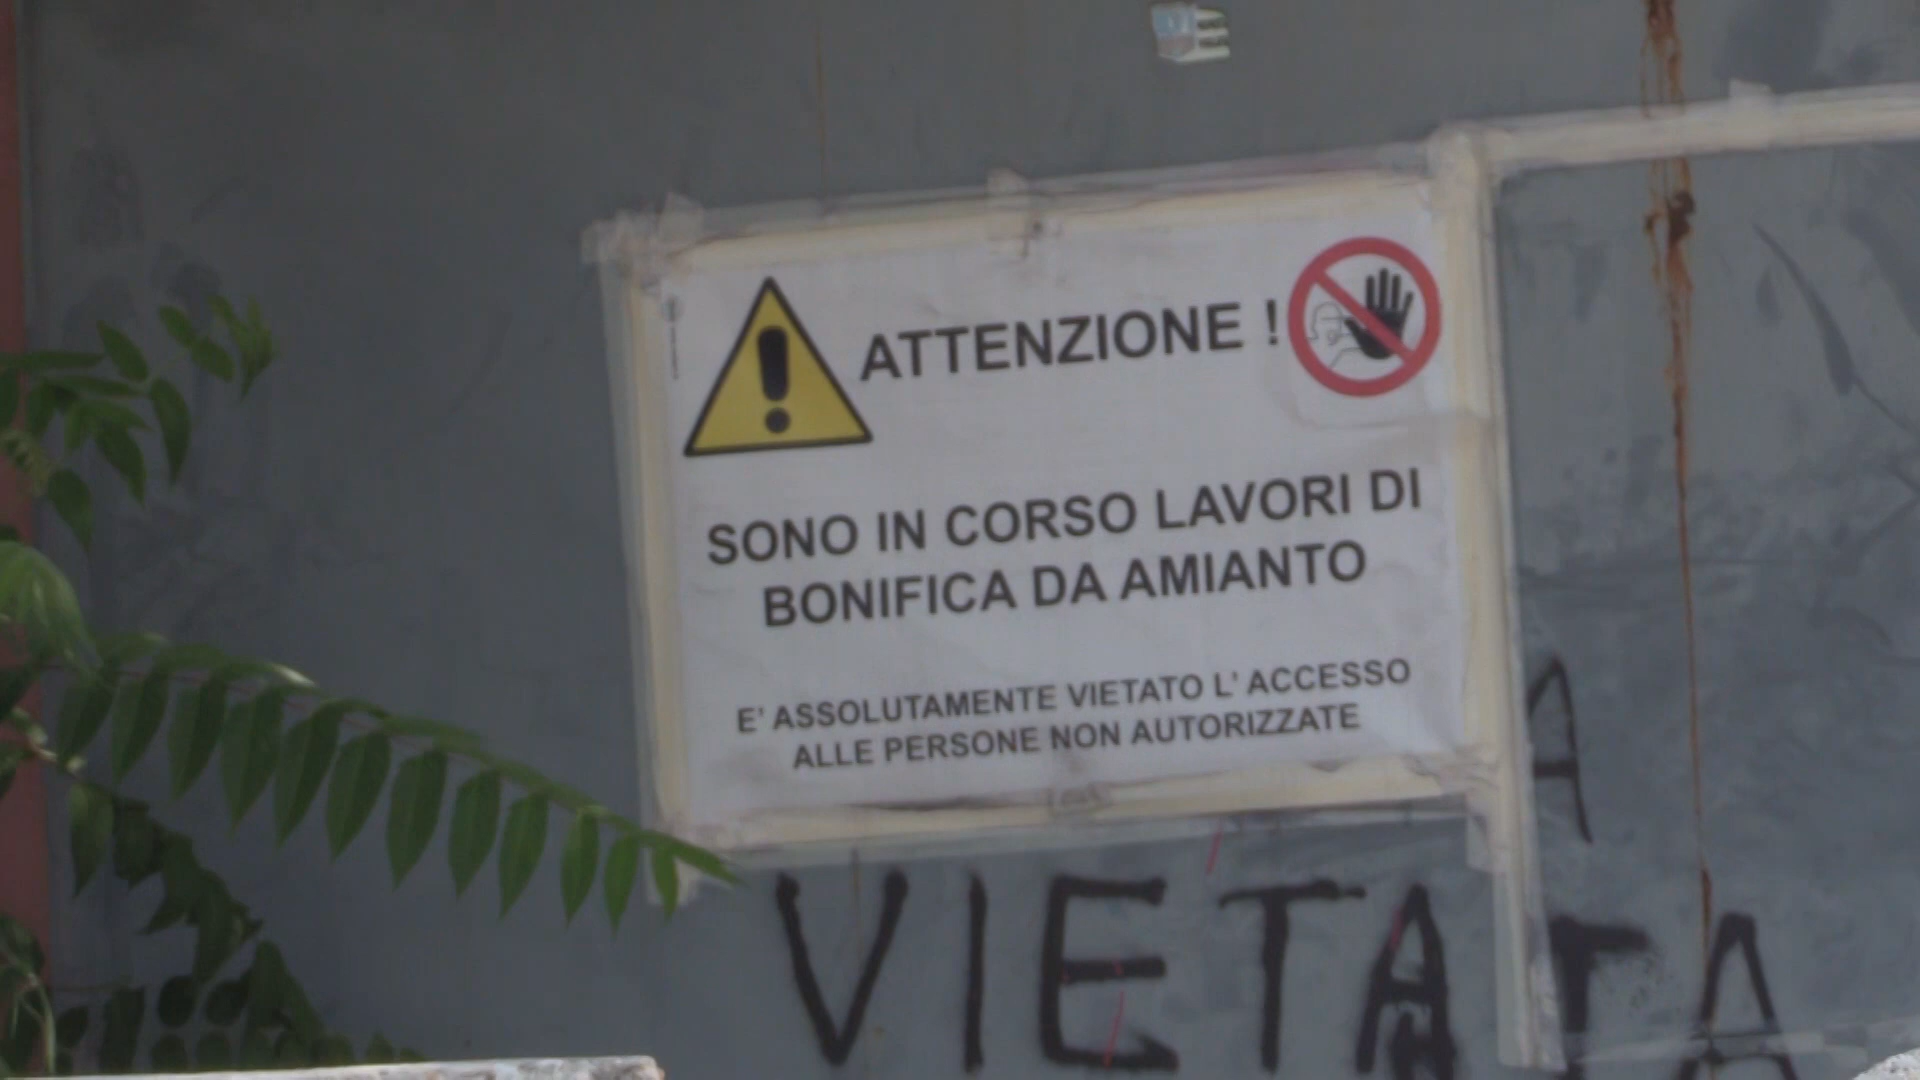 ATTENZIONE !
SONO IN CORSO LAVORI DI
BONIFICA DA AMIANTO
E' ASSOLUTAMENTE VIETATO L' ACCESSO
ALLE PERSONE NON AUTORIZZATE
A
VIETATA